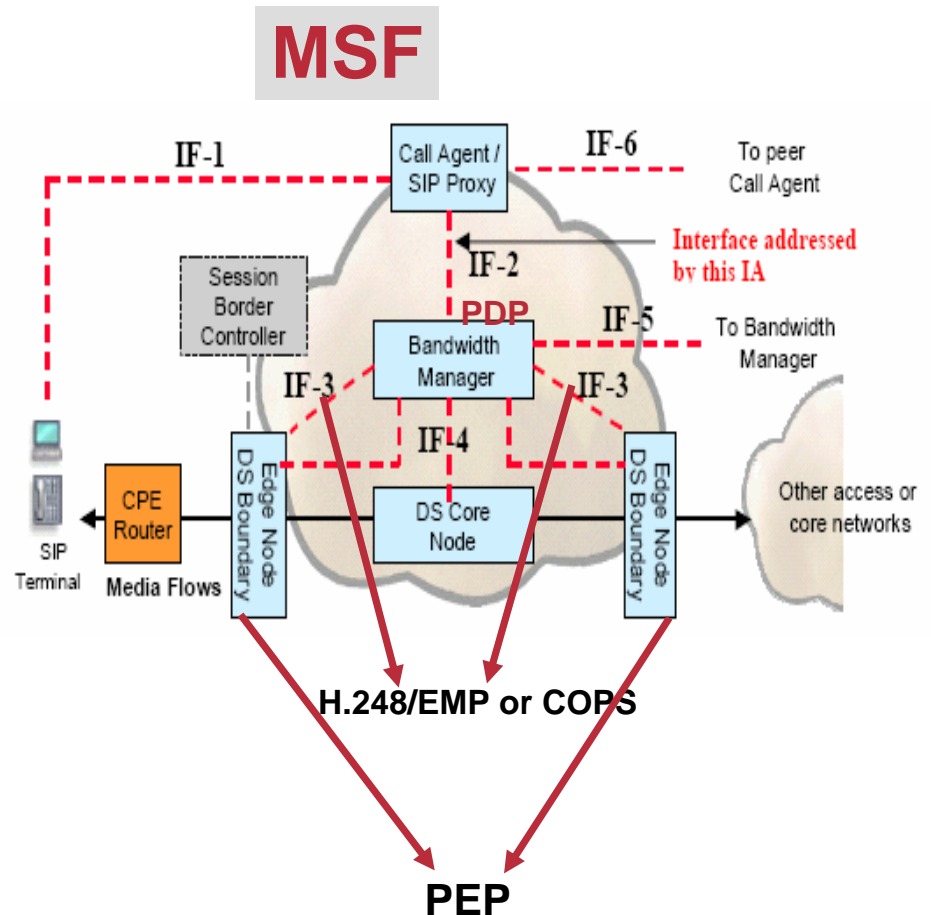 MSF
IF-1
Call Agent /
SIP Proxy
IF-6
To peer
Call Agent
Interface addressed
by this IA
IF-2
Session
Border
Controller
PDP
IF-5
To Bandwidth
Manager
Bandwidth
Manager
IF-3
IF-3
IF-4
Edge Node
DS Boundary
Edge Node
DS Boundary
CPE
Router
DS Core
Node
Other access or
core networks
SIP
Terminal
Media Flows
H.248/EMP or COPS
PEP